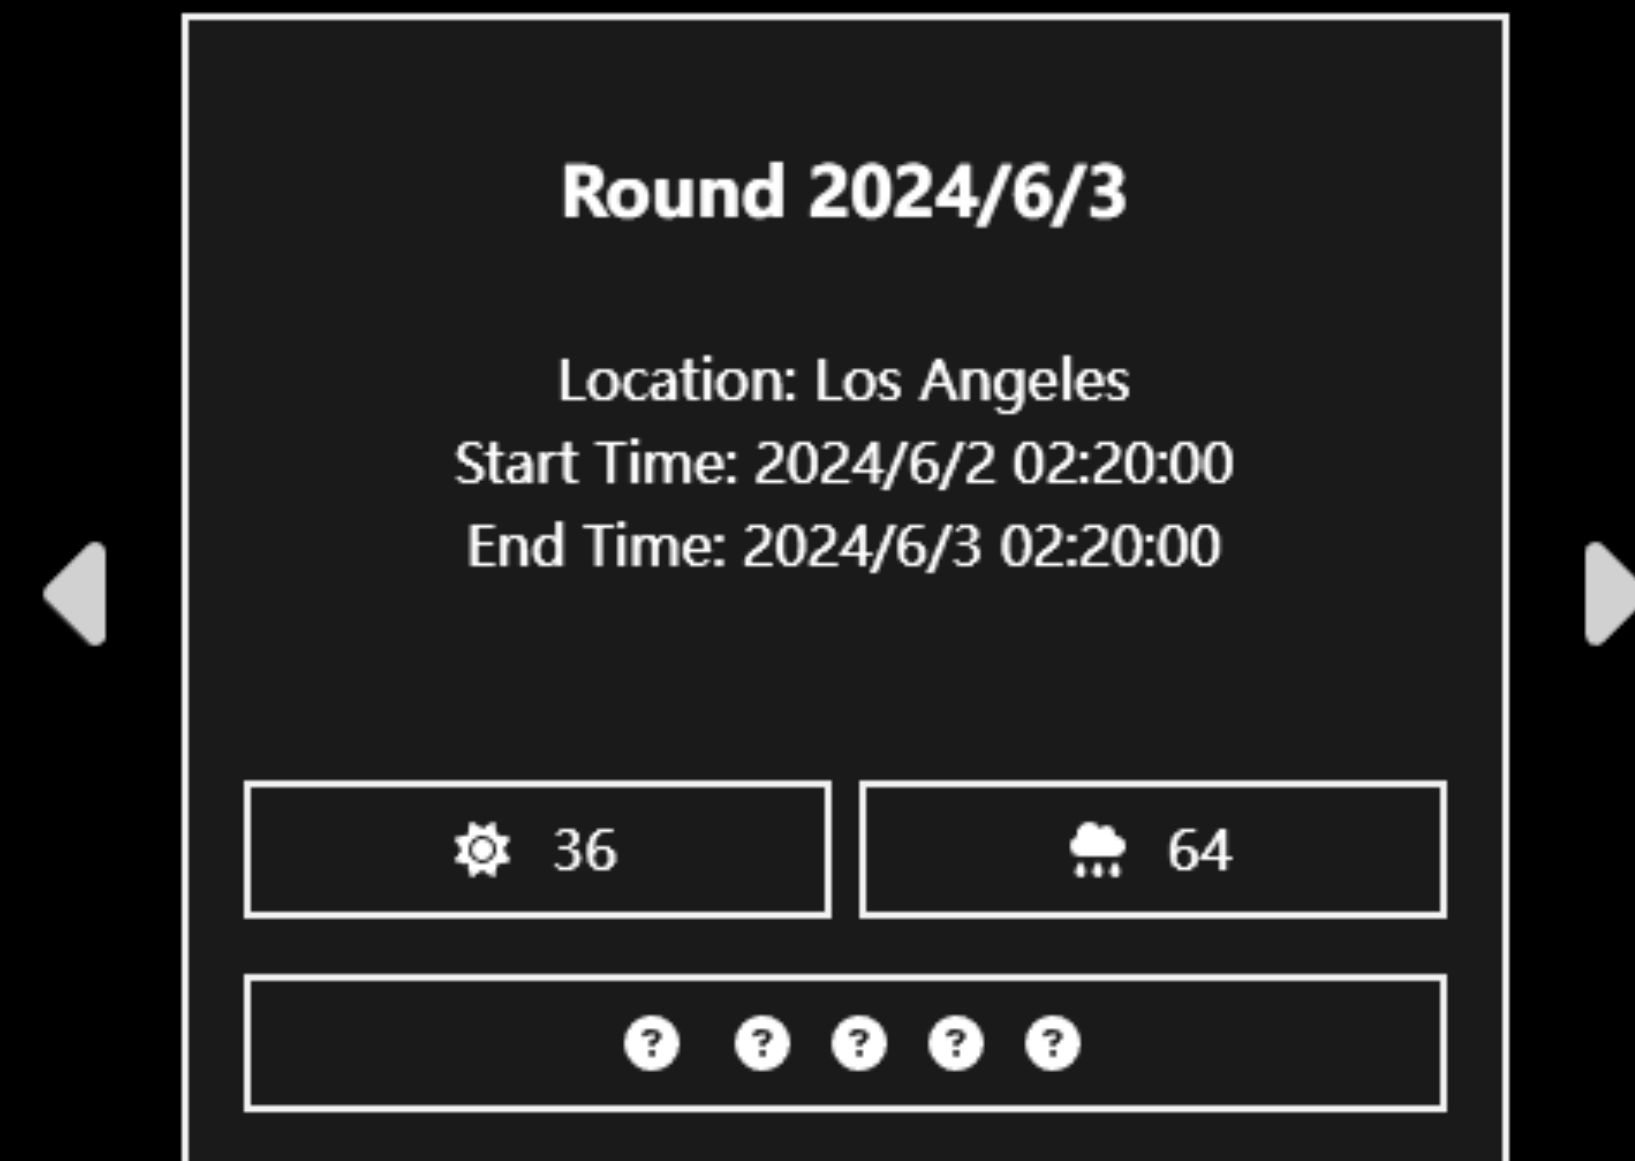 Round 2024/6/3
Location: Los Angeles
Start Time: 2024/6/2 02:20:00
End Time: 2024/6/3 02:20:00
36 64
? ? ? ? ?